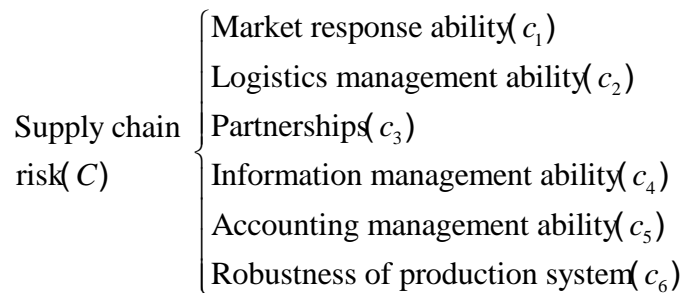 Supply chain
risk(C)
Market response ability(c₁)
Logistics management ability(c₂)
Partnerships(c₃)
Information management ability(c₄)
Accounting management ability(c₅)
Robustness of production system(c₆)